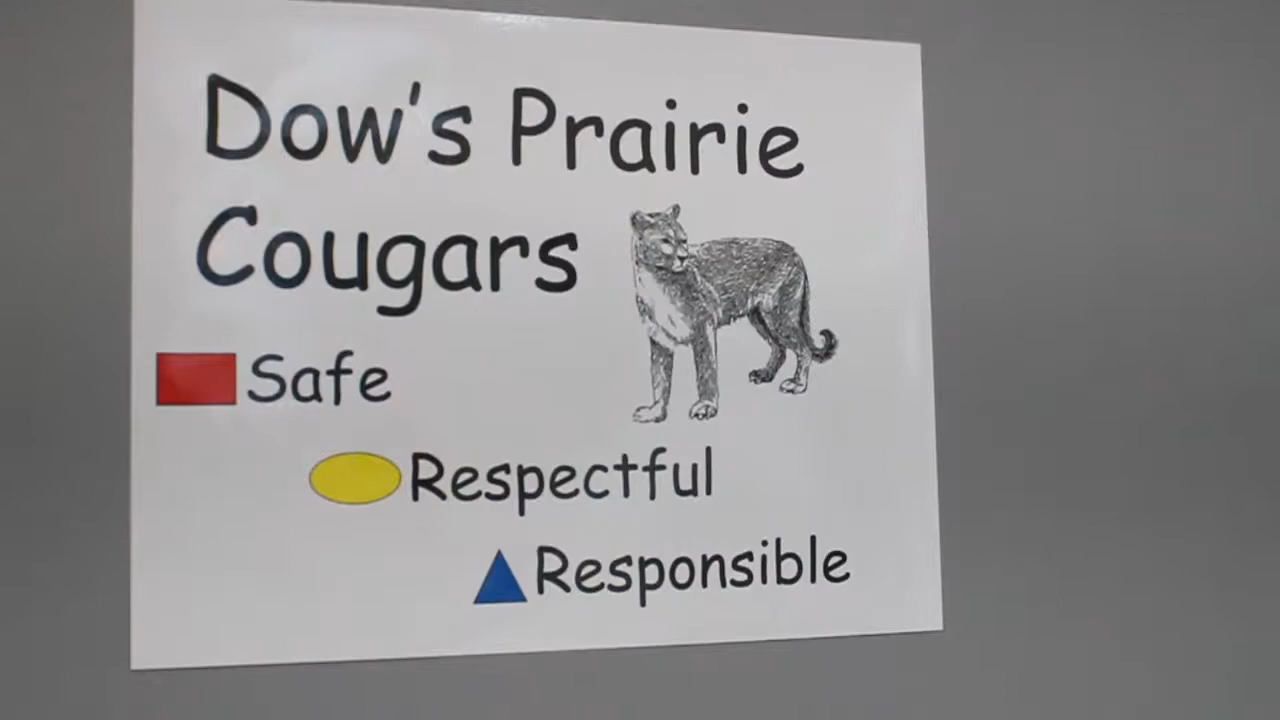 Dow's Prairie
Cougars
Safe
Respectful
Responsible